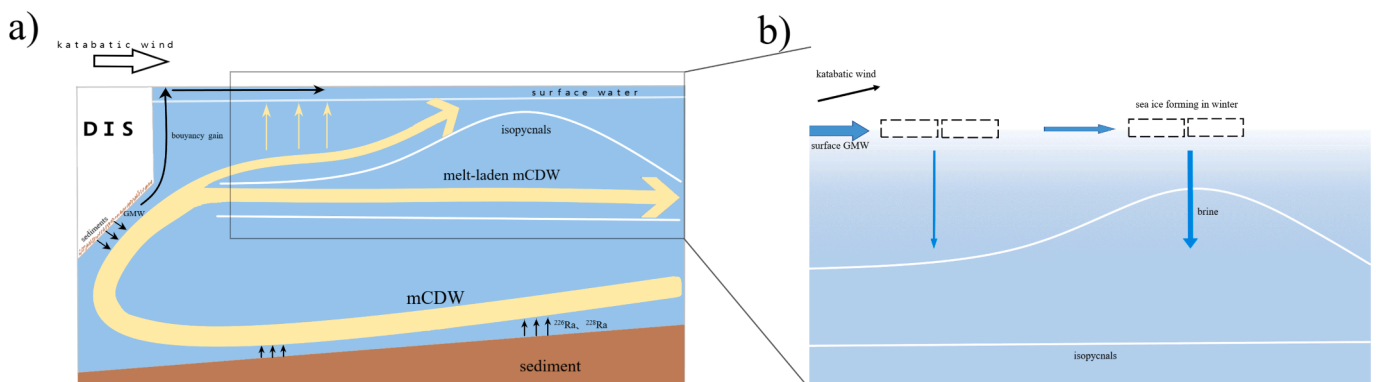 a)
katabatic wind
DIS
bouyancy gain
surface water
isopycnals
melt-laden mCDW
sediments
GMW
mCDW
²²⁶Ra、 ²²⁸Ra
sediment
b)
katabatic wind
sea ice forming in winter
surface GMW
brine
isopycnals